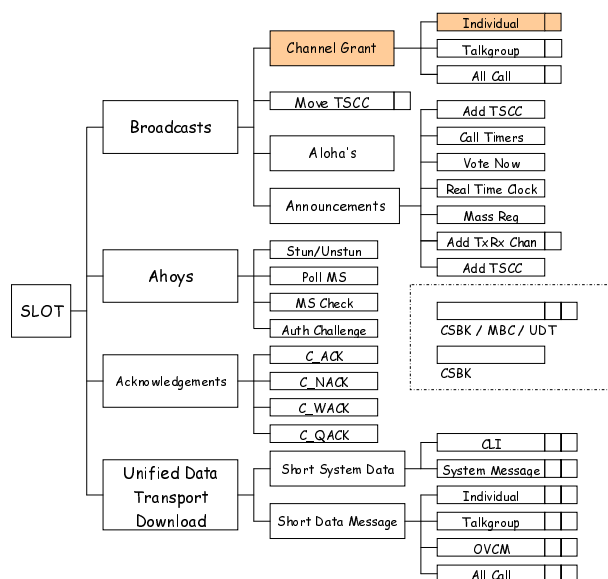 SLOT
Broadcasts
Channel Grant
Individual
Talkgroup
All Call
Move TSCC
Aloha's
Announcements
Add TSCC
Call Timers
Vote Now
Real Time Clock
Mass Reg
Add TxRx Chan
Add TSCC
Ahoys
Stun/Unstun
Poll MS
MS Check
Auth Challenge
Acknowledgements
C_ACK
C_NACK
C_WACK
C_QACK
Unified Data
Transport
Download
Short System Data
CLI
System Message
Short Data Message
Individual
Talkgroup
OVCM
All Call
CSBK / MBC / UDT
CSBK